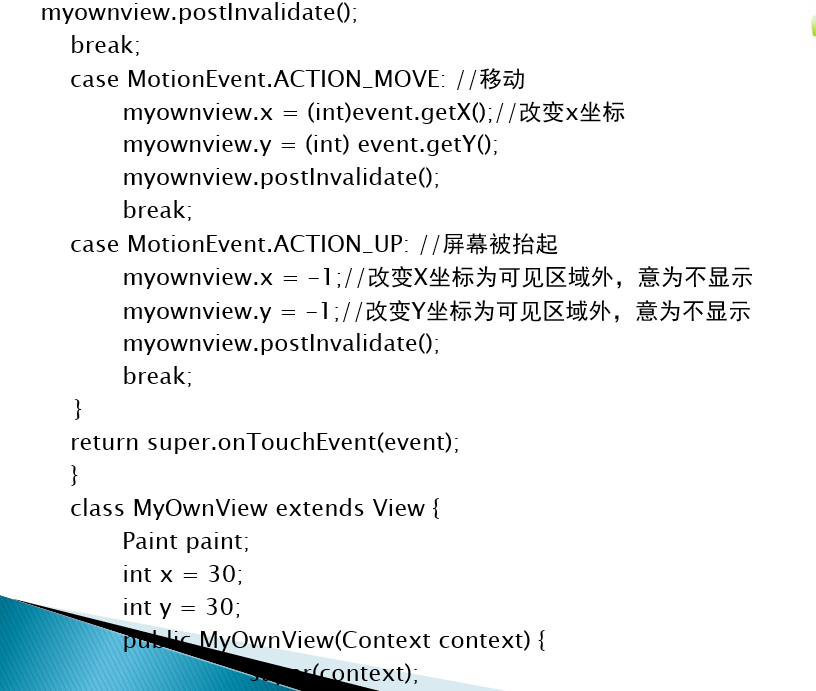 myownview.postInvalidate();
break;
case MotionEvent.ACTION_MOVE: //移动
myownview.x = (int)event.getX();//改变x坐标
myownview.y = (int) event.getY();
myownview.postInvalidate();
break;
case MotionEvent.ACTION_UP: //屏幕被抬起
myownview.x = -1;//改变X坐标为可见区域外，意为不显示
myownview.y = -1;//改变Y坐标为可见区域外，意为不显示
myownview.postInvalidate();
break;
}
return super.onTouchEvent(event);
}
class MyOwnView extends View {
Paint paint;
int x = 30;
int y = 30;
public MyOwnView(Context context) {
super(context);